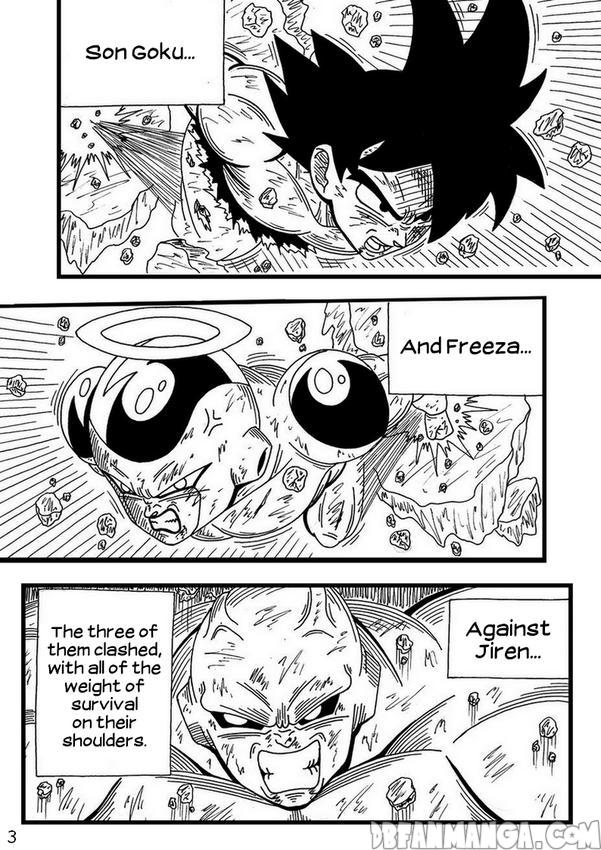 Son Goku...
And Freeza...
The three of
them clashed,
with all of the
weight of
survival
on their
shoulders.
Against
Jiren...
3
DBFANMANGA.COM